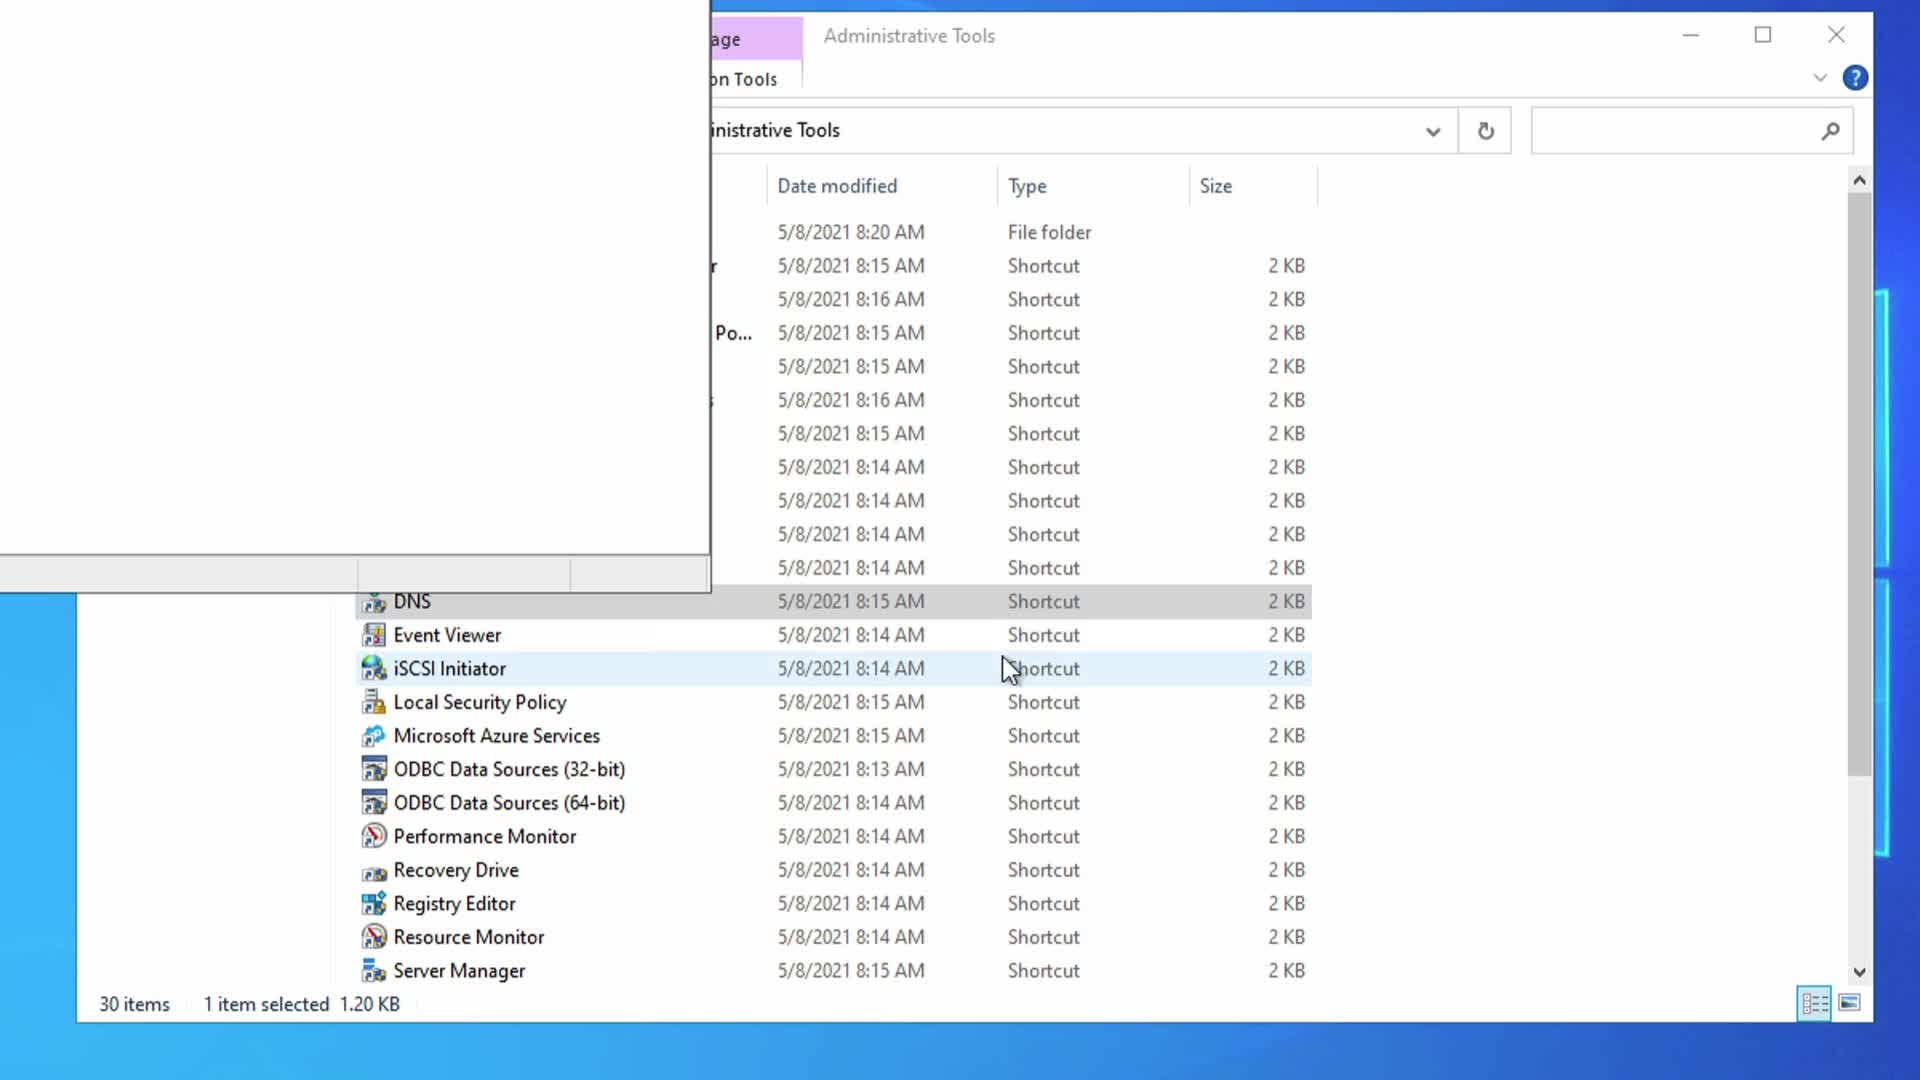 age Administrative Tools
on Tools
inistrative Tools
Date modified Type Size
5/8/2021 8:20 AM File folder
r 5/8/2021 8:15 AM Shortcut 2 KB
5/8/2021 8:16 AM Shortcut 2 KB
Po... 5/8/2021 8:15 AM Shortcut 2 KB
5/8/2021 8:15 AM Shortcut 2 KB
5/8/2021 8:16 AM Shortcut 2 KB
5/8/2021 8:15 AM Shortcut 2 KB
5/8/2021 8:14 AM Shortcut 2 KB
5/8/2021 8:14 AM Shortcut 2 KB
5/8/2021 8:14 AM Shortcut 2 KB
5/8/2021 8:14 AM Shortcut 2 KB
DNS 5/8/2021 8:15 AM Shortcut 2 KB
Event Viewer 5/8/2021 8:14 AM Shortcut 2 KB
iSCSI Initiator 5/8/2021 8:14 AM Shortcut 2 KB
Local Security Policy 5/8/2021 8:15 AM Shortcut 2 KB
Microsoft Azure Services 5/8/2021 8:15 AM Shortcut 2 KB
ODBC Data Sources (32-bit) 5/8/2021 8:13 AM Shortcut 2 KB
ODBC Data Sources (64-bit) 5/8/2021 8:14 AM Shortcut 2 KB
Performance Monitor 5/8/2021 8:14 AM Shortcut 2 KB
Recovery Drive 5/8/2021 8:14 AM Shortcut 2 KB
Registry Editor 5/8/2021 8:14 AM Shortcut 2 KB
Resource Monitor 5/8/2021 8:14 AM Shortcut 2 KB
Server Manager 5/8/2021 8:15 AM Shortcut 2 KB
30 items 1 item selected 1.20 KB